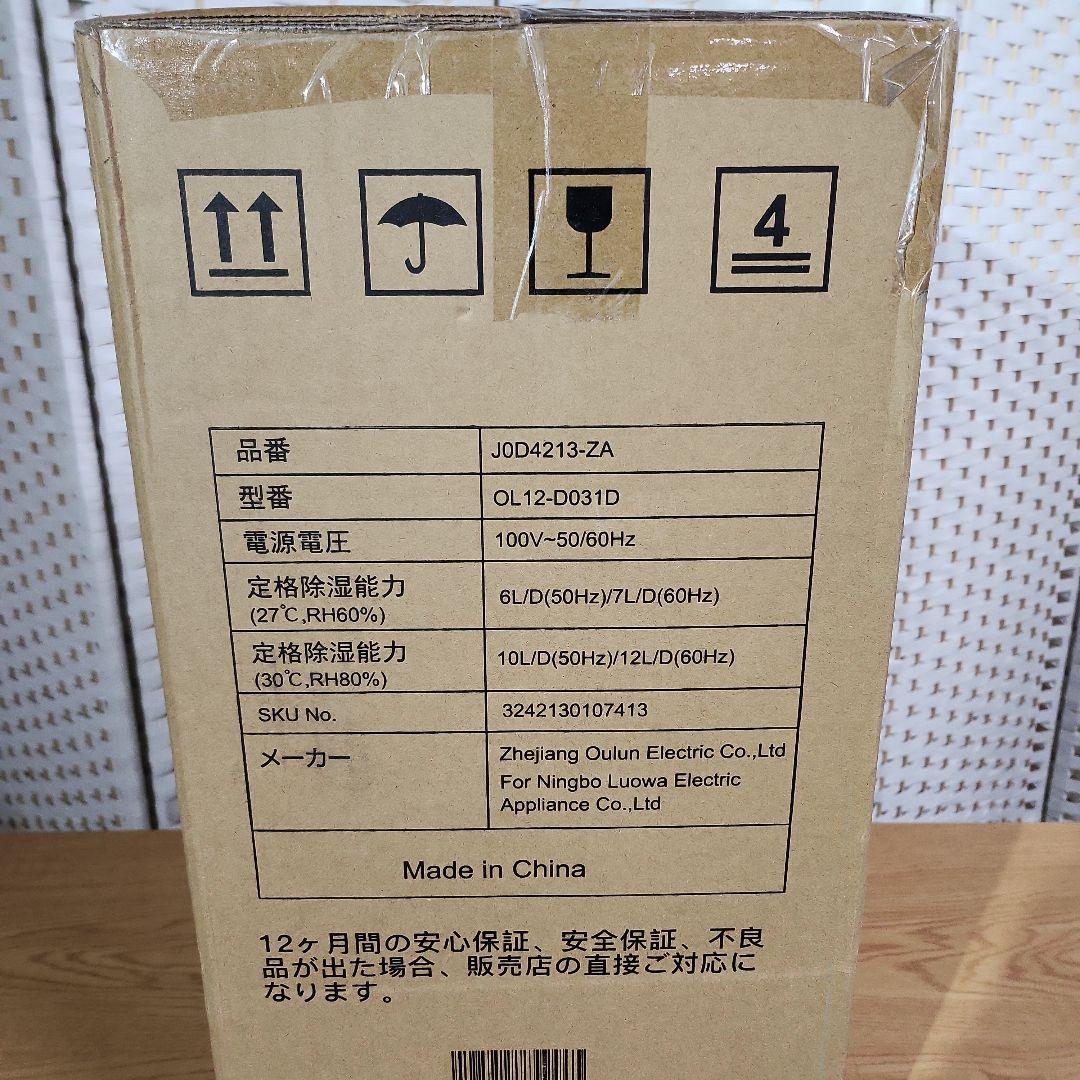 4
品番 J0D4213-ZA
型番 OL12-D031D
電源電圧 100V~50/60Hz
定格除湿能力
(27℃,RH60%) 6L/D(50Hz)/7L/D(60Hz)
定格除湿能力
(30℃,RH80%) 10L/D(50Hz)/12L/D(60Hz)
SKU No. 3242130107413
メーカー Zhejiang Oulun Electric Co.,Ltd
For Ningbo Luowa Electric
Appliance Co.,Ltd
Made in China
12ヶ月間の安心保証、安全保証、不良
品が出た場合、販売店の直接ご対応に
なります。